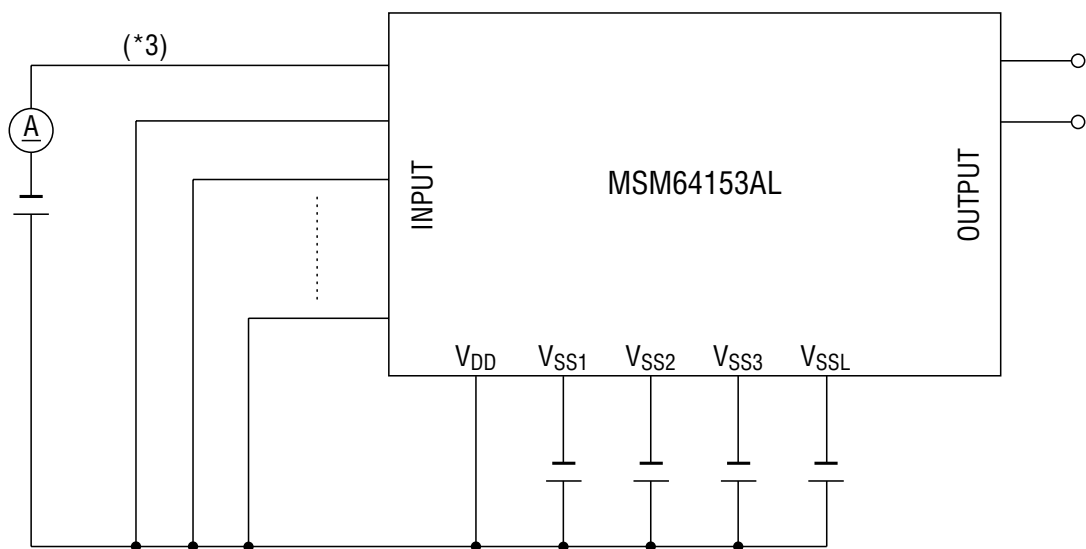 (*3)
A
INPUT
MSM64153AL
OUTPUT
VDD VSS1 VSS2 VSS3 VSSL